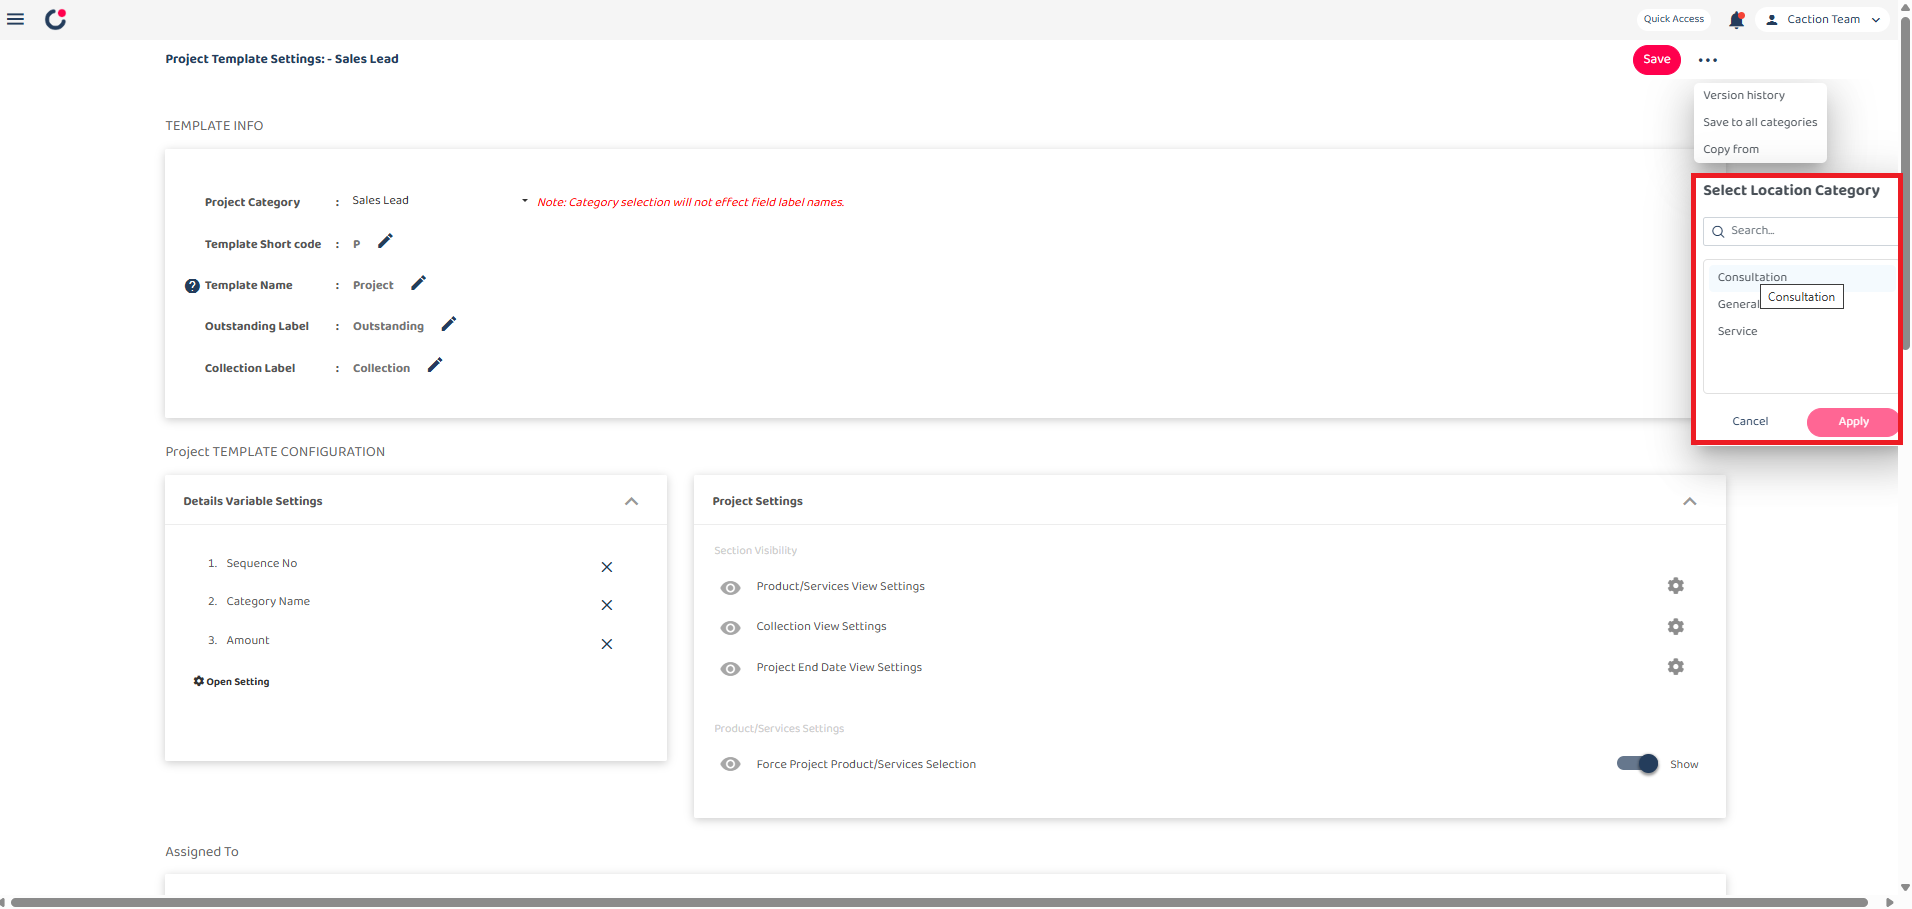 Quick Access
Caction Team
Project Template Settings: - Sales Lead
Save
Version history
Save to all categories
Copy from
TEMPLATE INFO
Project Category : Sales Lead
Note: Category selection will not effect field label names.
Template Short code : P
Template Name : Project
Outstanding Label : Outstanding
Collection Label : Collection
Select Location Category
Search...
Consultation
Consultation
General
Service
Cancel
Apply
Project TEMPLATE CONFIGURATION
Details Variable Settings
1. Sequence No
2. Category Name
3. Amount
Open Setting
Project Settings
Section Visibility
Product/Services View Settings
Collection View Settings
Project End Date View Settings
Product/Services Settings
Force Project Product/Services Selection
Show
Assigned To